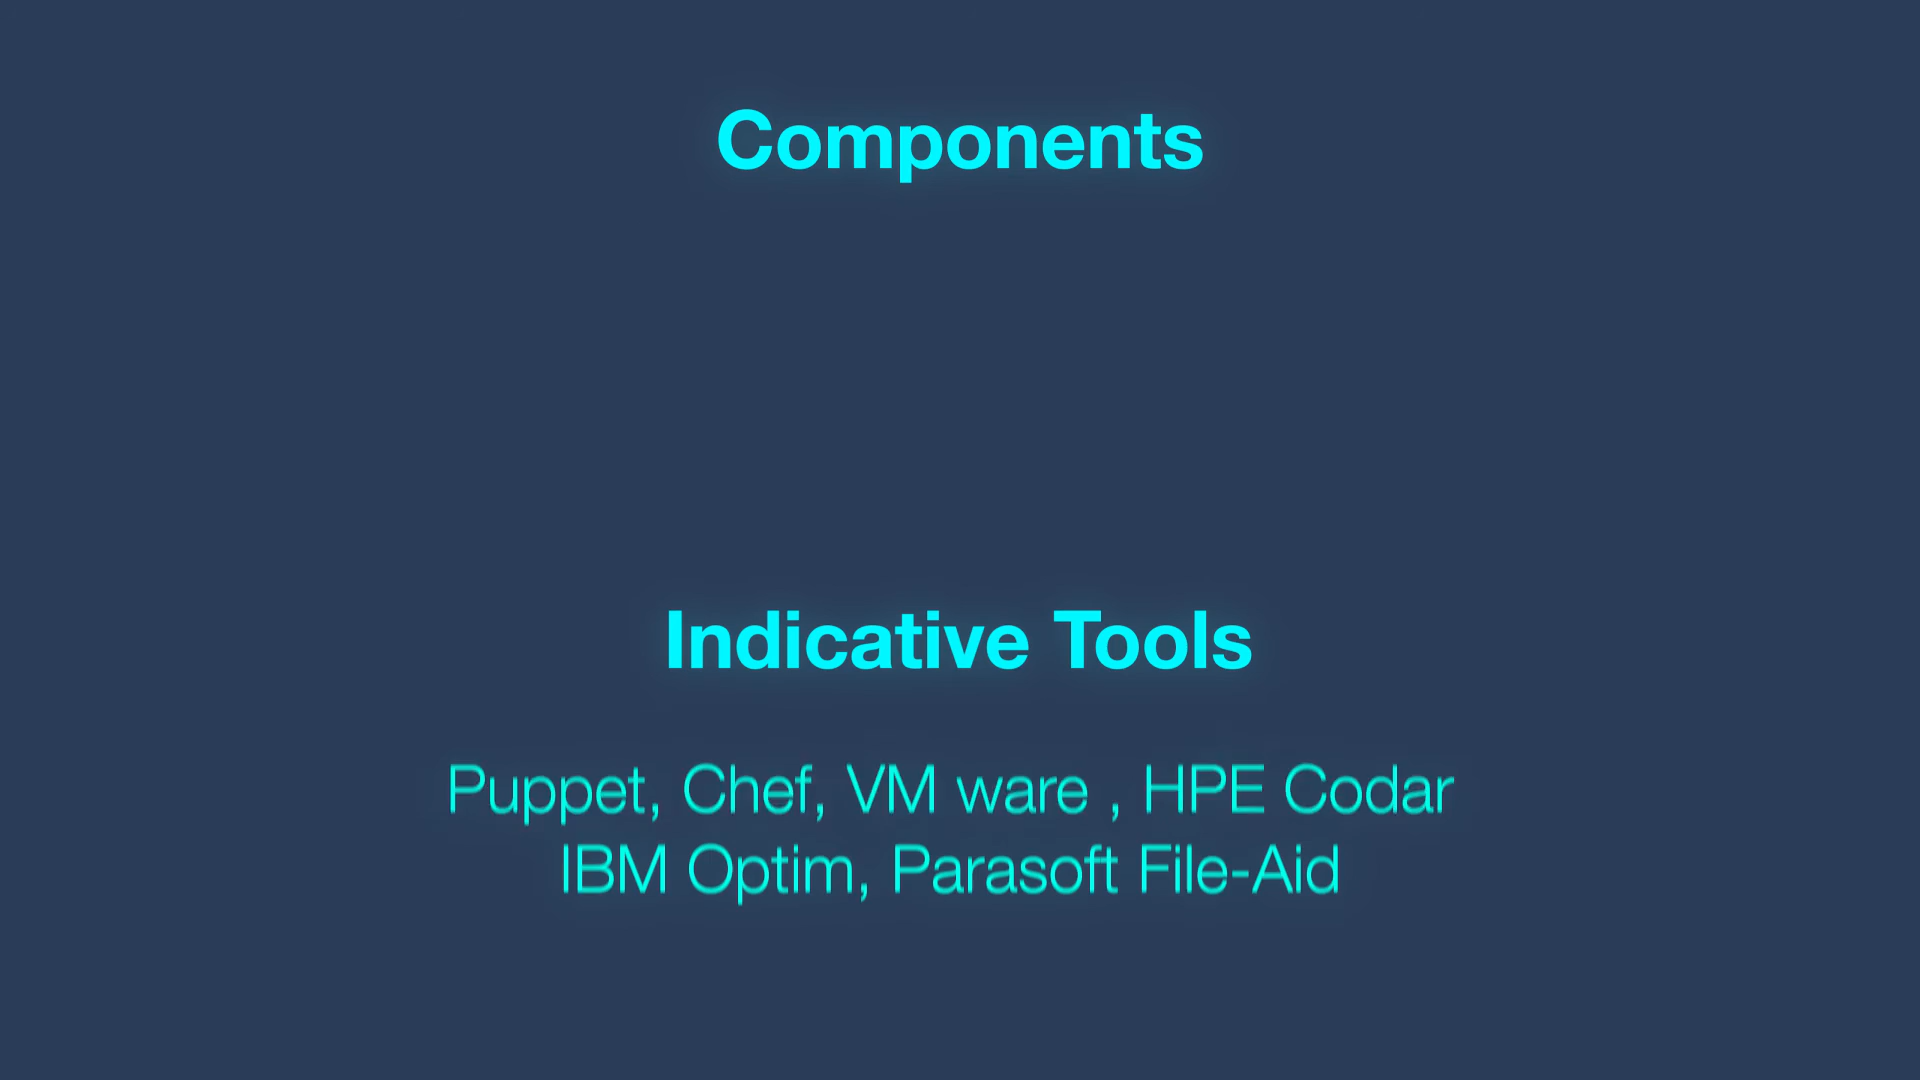 Components
Indicative Tools
Puppet, Chef, VM ware , HPE Codar
IBM Optim, Parasoft File-Aid